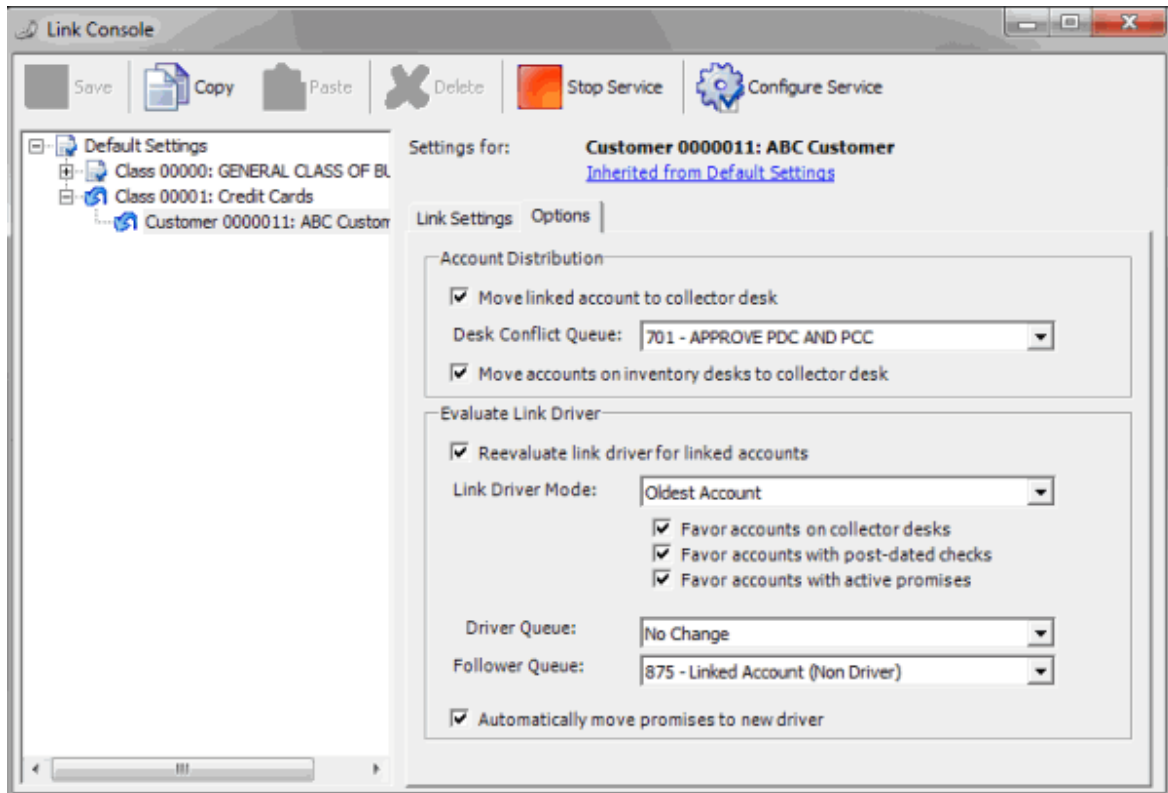 Link Console
Save Copy Paste Delete Stop Service Configure Service
Default Settings
Class 00000: GENERAL CLASS OF BL
Class 00001: Credit Cards
Customer 0000011: ABC Custom
Settings for: Customer 0000011: ABC Customer
Inherited from Default Settings
Link Settings Options
Account Distribution
Move linked account to collector desk
Desk Conflict Queue: 701 - APPROVE PDC AND PCC
Move accounts on inventory desks to collector desk
Evaluate Link Driver
Reevaluate link driver for linked accounts
Link Driver Mode: Oldest Account
Favor accounts on collector desks
Favor accounts with post-dated checks
Favor accounts with active promises
Driver Queue: No Change
Follower Queue: 875 - Linked Account (Non Driver)
Automatically move promises to new driver